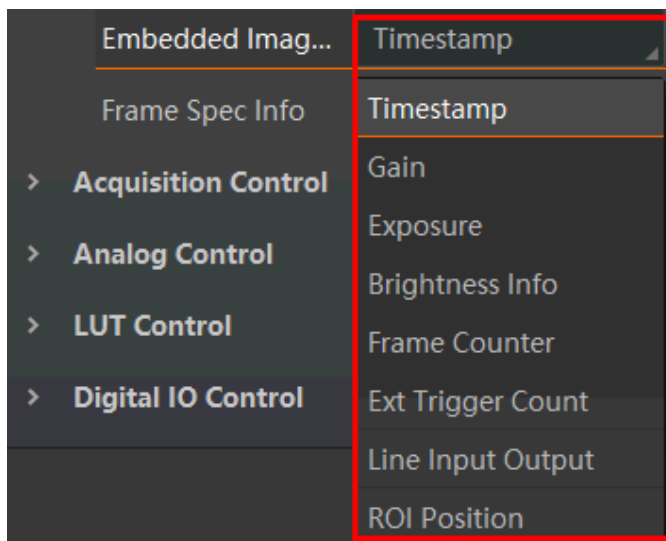 Embedded Imag... Timestamp
Frame Spec Info Timestamp
Gain
> Acquisition Control
Exposure
> Analog Control
Brightness Info
> LUT Control
Frame Counter
> Digital IO Control Ext Trigger Count
Line Input Output
ROI Position